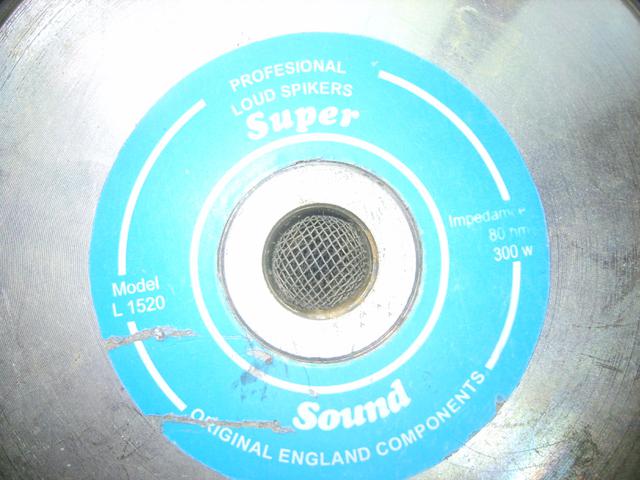 PROFESIONAL
LOUD SPIKERS
Super
Impedance
80 hm
300 w
Model
L 1520
Sound
ORIGINAL ENGLAND COMPONENTS